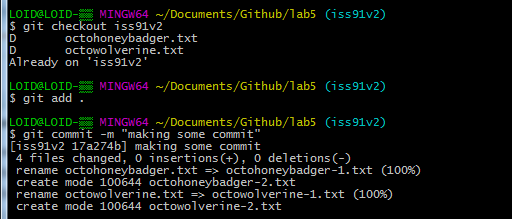 LOID@LOID-▒▒ MINGW64 ~/Documents/Github/lab5 (iss91v2)
$ git checkout iss91v2
D       octohoneybadger.txt
D       octowolverine.txt
Already on 'iss91v2'
LOID@LOID-▒▒ MINGW64 ~/Documents/Github/lab5 (iss91v2)
$ git add .
LOID@LOID-▒▒ MINGW64 ~/Documents/Github/lab5 (iss91v2)
$ git commit -m "making some commit"
[iss91v2 17a274b] making some commit
 4 files changed, 0 insertions(+), 0 deletions(-)
 rename octohoneybadger.txt => octohoneybadger-1.txt (100%)
 create mode 100644 octohoneybadger-2.txt
 rename octowolverine.txt => octowolverine-1.txt (100%)
 create mode 100644 octowolverine-2.txt